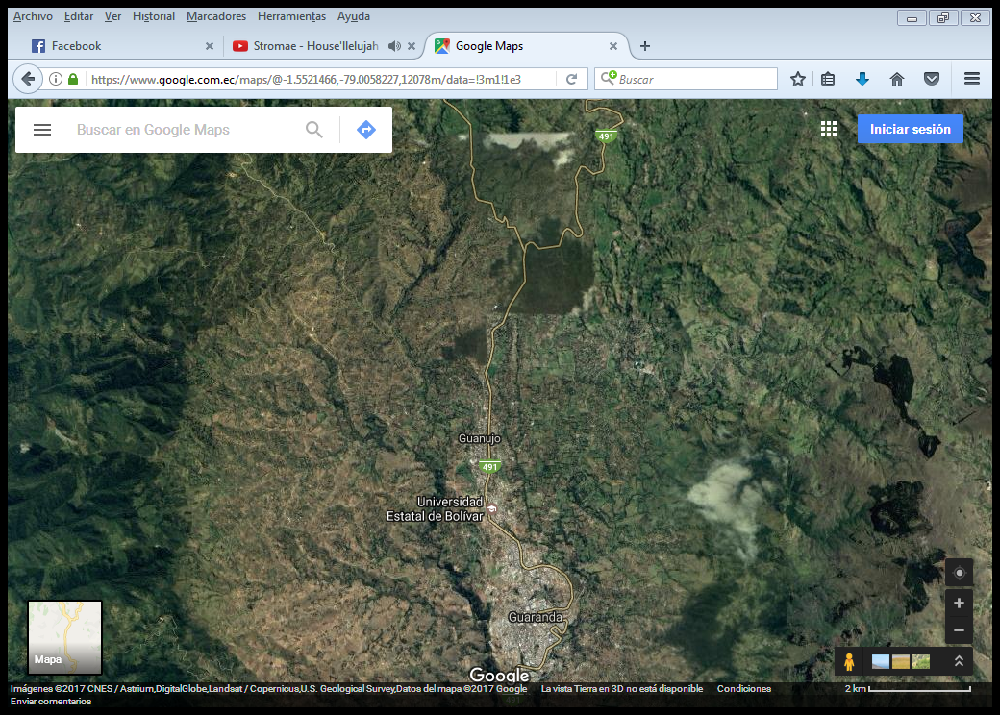 Archivo Editar Ver Historial Marcadores Herramientas Ayuda
Facebook Stromae - House'llelujah Google Maps
https://www.google.com.ec/maps/@-1.5521466,-79.0058227,12078m/data=!3m1!1e3 Buscar
Buscar en Google Maps Iniciar sesión
491
Guanujo
491
Universidad
Estatal de Bolívar
Guaranda
Mapa
Google
Imágenes ©2017 CNES / Astrium,DigitalGlobe,Landsat / Copernicus,U.S. Geological Survey,Datos del mapa ©2017 Google La vista Tierra en 3D no está disponible Condiciones 2 km
Enviar comentarios